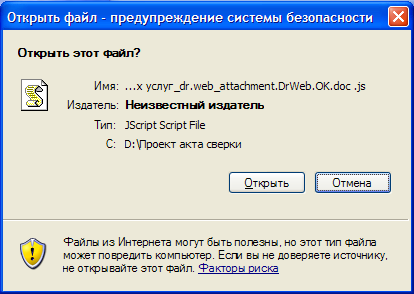 Открыть файл - предупреждение системы безопасности
Открыть этот файл?
Имя: ...х услуг_dr.web_attachment.DrWeb.OK.doc .js
Издатель: Неизвестный издатель
Тип: JScript Script File
С: D:\Проект акта сверки
Открыть Отмена
Файлы из Интернета могут быть полезны, но этот тип файла
может повредить компьютер. Если вы не доверяете источнику,
не открывайте этот файл. Факторы риска